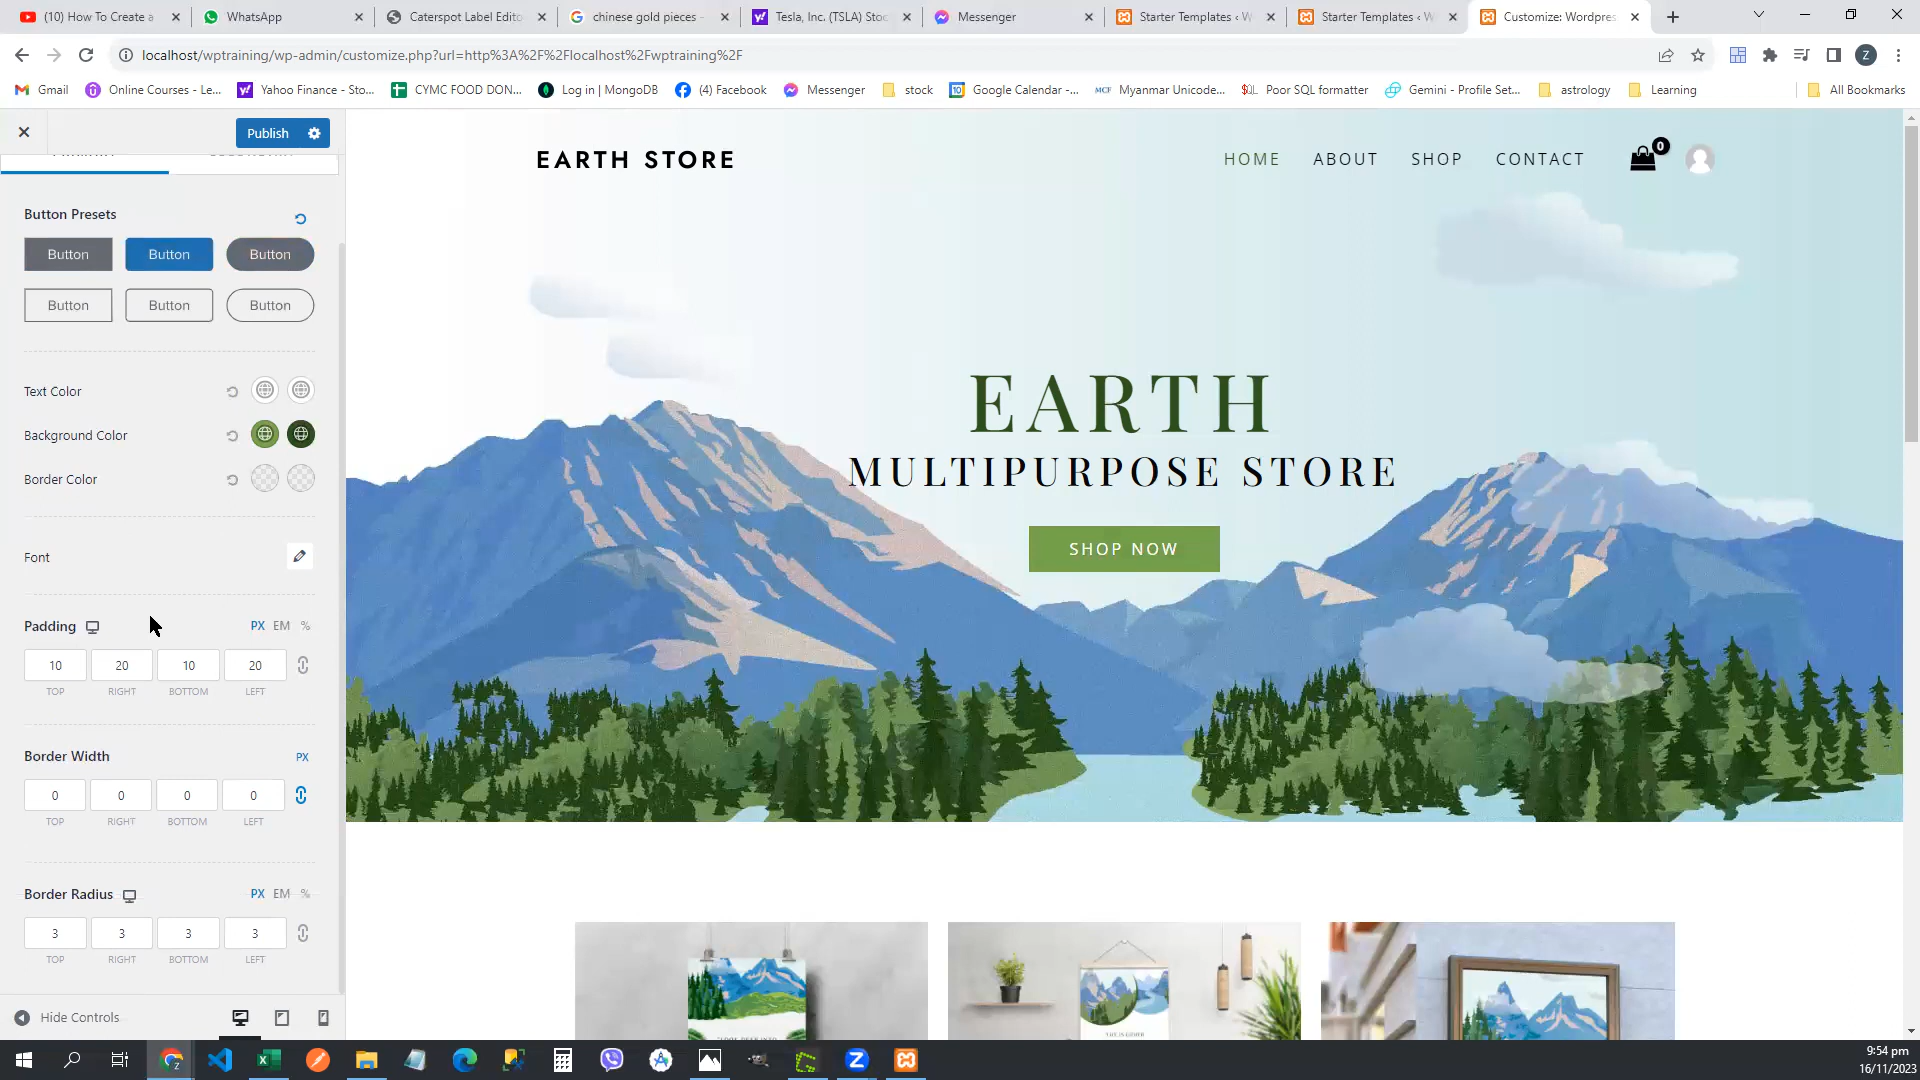 (10) How To Create a
WhatsApp
Caterspot Label Edito
chinese gold pieces -
Tesla, Inc. (TSLA) Sto
Messenger
Starter Templates ‹ W
Starter Templates ‹ W
Customize: Wordpres
localhost/wptraining/wp-admin/customize.php?url=http%3A%2F%2Flocalhost%2Fwptraining%2F
Z
Gmail
Online Courses - Le...
Yahoo Finance - Sto...
CYMC FOOD DON...
Log in | MongoDB
(4) Facebook
Messenger
stock
Google Calendar -...
Myanmar Unicode...
Poor SQL formatter
Gemini - Profile Set...
astrology
Learning
All Bookmarks
Publish
Button Presets
Button
Button
Button
Button
Button
Button
Text Color
Background Color
Border Color
Font
Padding
PX EM %
10 20 10 20
TOP RIGHT BOTTOM LEFT
Border Width
PX
0 0 0 0
TOP RIGHT BOTTOM LEFT
Border Radius
PX EM %
3 3 3 3
TOP RIGHT BOTTOM LEFT
Hide Controls
EARTH STORE
HOME
ABOUT
SHOP
CONTACT
0
EARTH
MULTIPURPOSE STORE
SHOP NOW
9:54 pm
16/11/2023